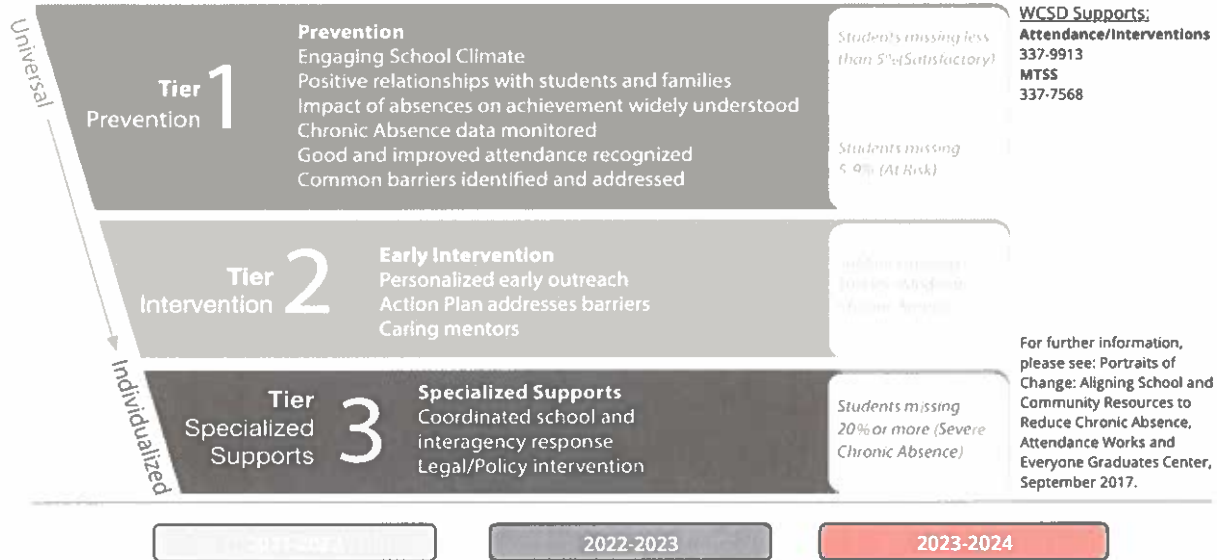 Universal
Individualized
Tier 1
Prevention
Prevention
Engaging School Climate
Positive relationships with students and families
Impact of absences on achievement widely understood
Chronic Absence data monitored
Good and improved attendance recognized
Common barriers identified and addressed
Students missing less
than 5% (Satisfactory)
Students missing
5-9% (At Risk)
WCSD Supports:
Attendance/Interventions
337-9913
MTSS
337-7568
Tier 2
Intervention
Early Intervention
Personalized early outreach
Action Plan addresses barriers
Caring mentors
Tier 3
Specialized
Supports
Specialized Supports
Coordinated school and
interagency response
Legal/Policy intervention
Students missing
20% or more (Severe
Chronic Absence)
For further information,
please see: Portraits of
Change: Aligning School and
Community Resources to
Reduce Chronic Absence,
Attendance Works and
Everyone Graduates Center,
September 2017.
2022-2023
2023-2024